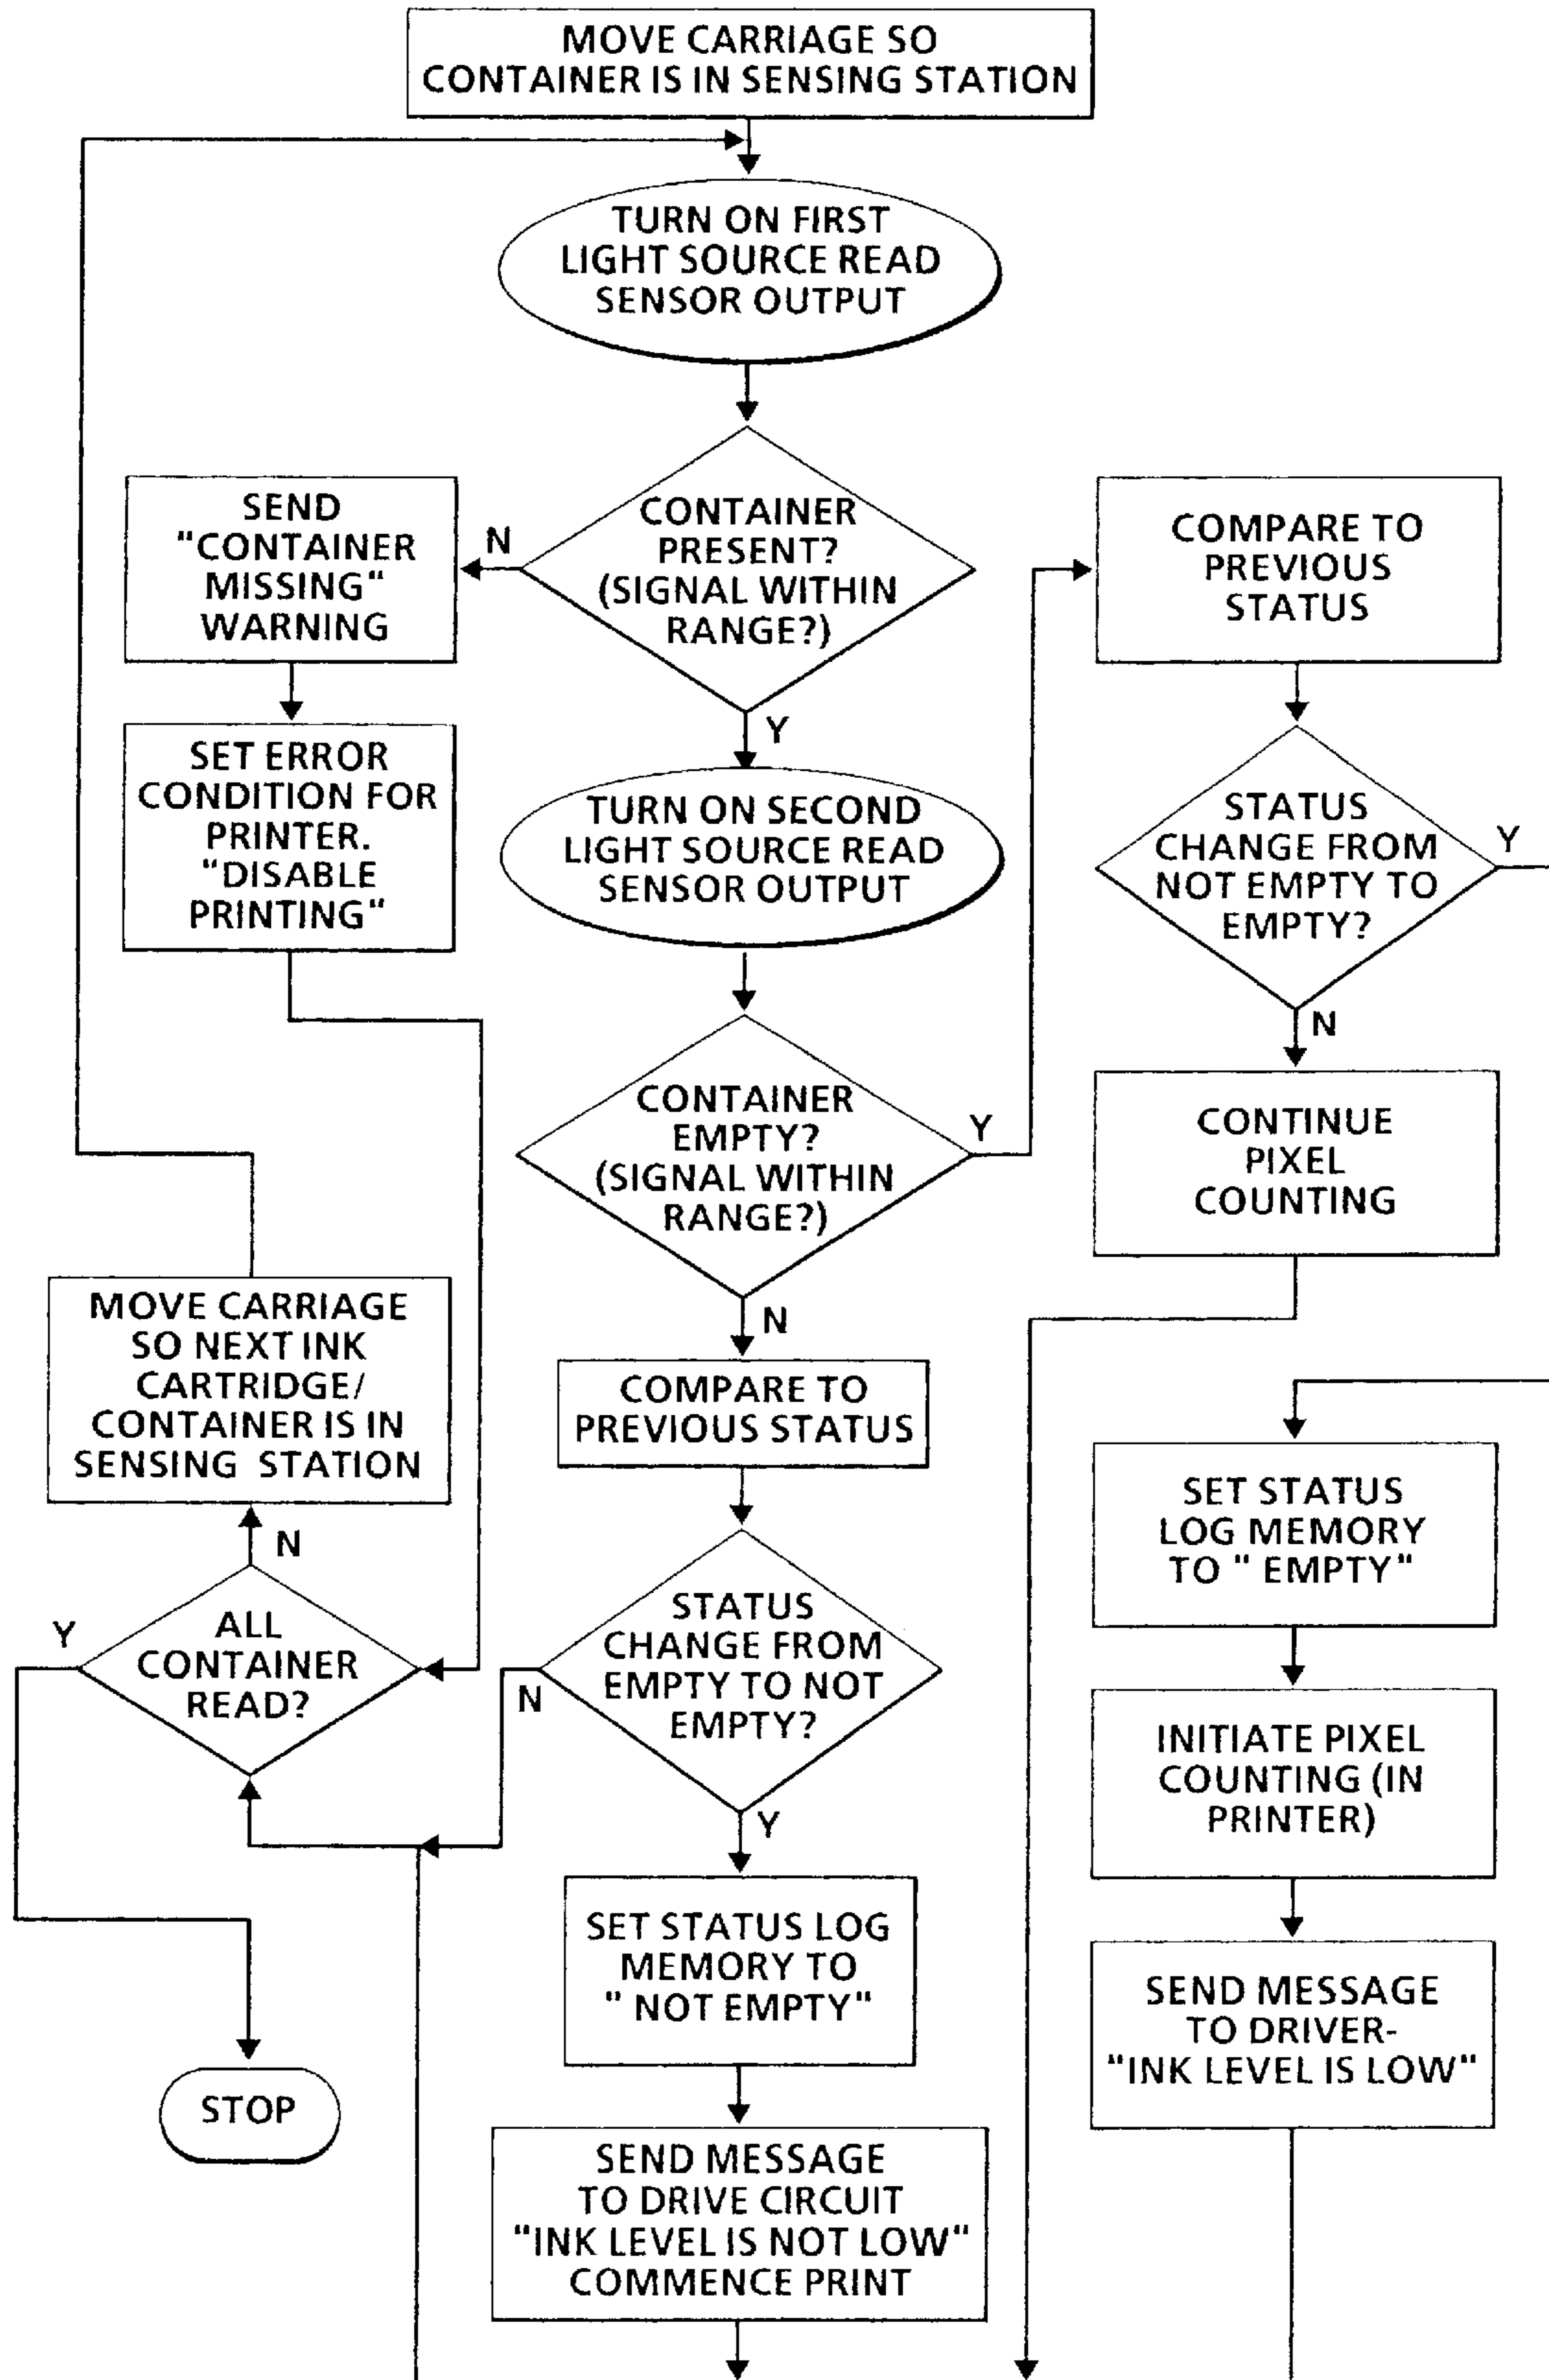 MOVE CARRIAGE SO
CONTAINER IS IN SENSING STATION
TURN ON FIRST
LIGHT SOURCE READ
SENSOR OUTPUT
CONTAINER
PRESENT?
(SIGNAL WITHIN
RANGE?)
N
Y
SEND
"CONTAINER
MISSING"
WARNING
SET ERROR
CONDITION FOR
PRINTER.
"DISABLE
PRINTING"
TURN ON SECOND
LIGHT SOURCE READ
SENSOR OUTPUT
CONTAINER
EMPTY?
(SIGNAL WITHIN
RANGE?)
Y
N
COMPARE TO
PREVIOUS
STATUS
STATUS
CHANGE FROM
NOT EMPTY TO
EMPTY?
Y
N
CONTINUE
PIXEL
COUNTING
SET STATUS
LOG MEMORY
TO " EMPTY"
INITIATE PIXEL
COUNTING (IN
PRINTER)
SEND MESSAGE
TO DRIVER-
"INK LEVEL IS LOW"
COMPARE TO
PREVIOUS STATUS
STATUS
CHANGE FROM
EMPTY TO NOT
EMPTY?
N
Y
SET STATUS LOG
MEMORY TO
" NOT EMPTY"
SEND MESSAGE
TO DRIVE CIRCUIT
"INK LEVEL IS NOT LOW"
COMMENCE PRINT
MOVE CARRIAGE
SO NEXT INK
CARTRIDGE/
CONTAINER IS IN
SENSING STATION
N
ALL
CONTAINER
READ?
Y
STOP